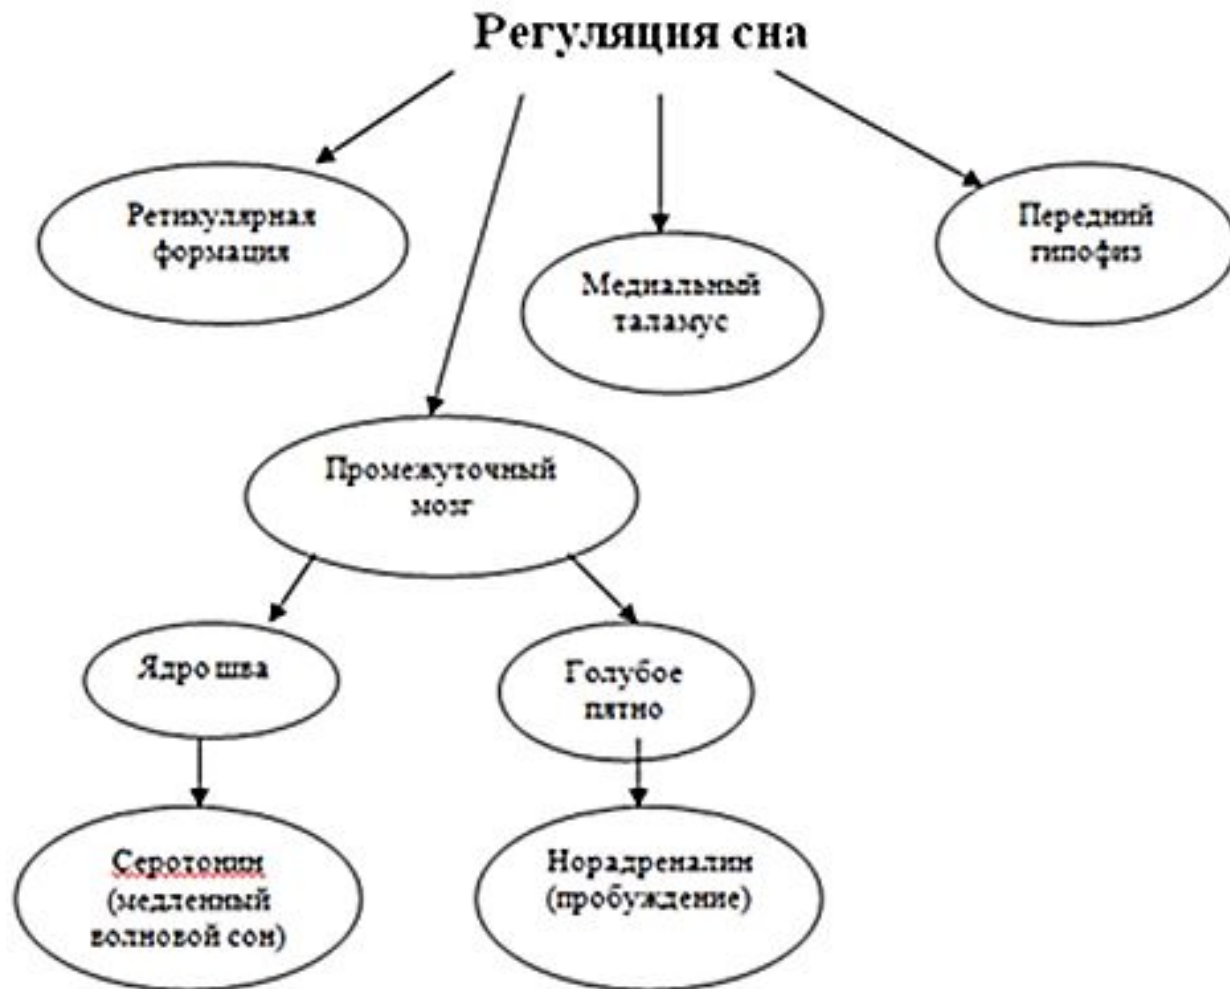 Регуляция сна
Ретикулярная
формация
Передний
гипофиз
Медиальный
таламус
Промежуточный
мозг
Ядро шва
Голубое
пятно
Серотонин
(медленный
волновой сон)
Норадреналин
(пробуждение)